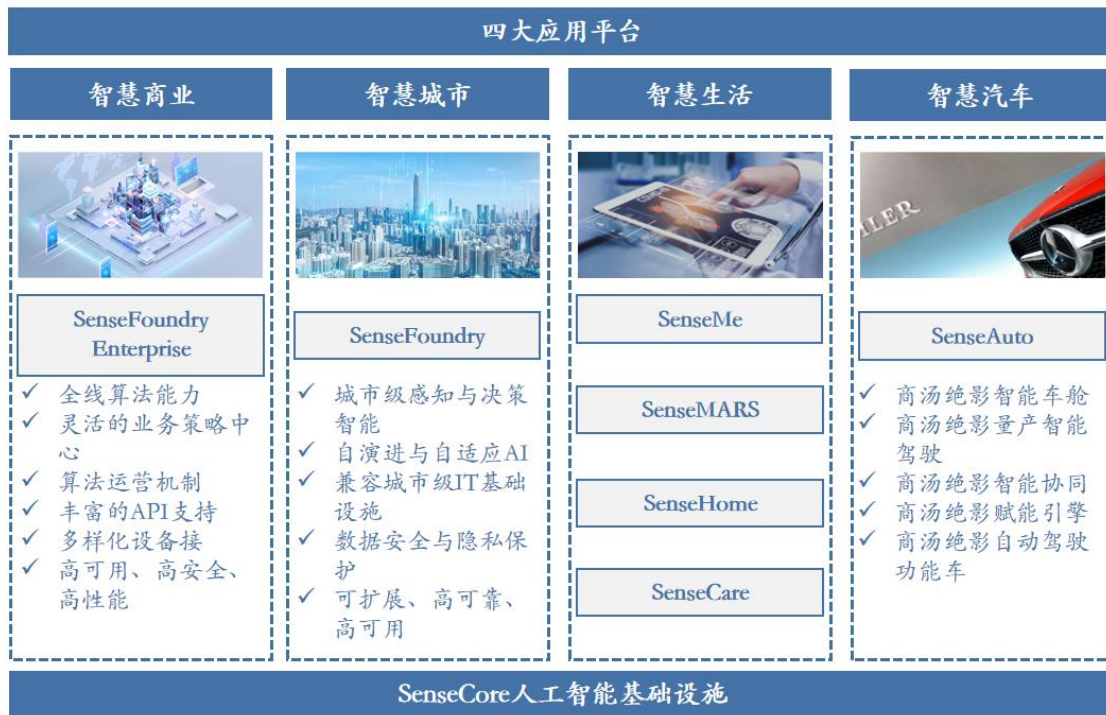 四大应用平台
智慧商业
智慧城市
智慧生活
智慧汽车
SenseFoundry
Enterprise
✓ 全线算法能力
✓ 灵活的业务策略中
心
✓ 算法运营机制
✓ 丰富的API支持
✓ 多样化设备接
✓ 高可用、高安全、
高性能
SenseFoundry
✓ 城市级感知与决策
智能
✓ 自演进与自适应AI
✓ 兼容城市级IT基础
设施
✓ 数据安全与隐私保
护
✓ 可扩展、高可靠、
高可用
SenseMe
SenseMARS
SenseHome
SenseCare
ILER
SenseAuto
✓ 商汤绝影智能车舱
✓ 商汤绝影量产智能
驾驶
✓ 商汤绝影智能协同
✓ 商汤绝影赋能引擎
✓ 商汤绝影自动驾驶
功能车
SenseCore人工智能基础设施